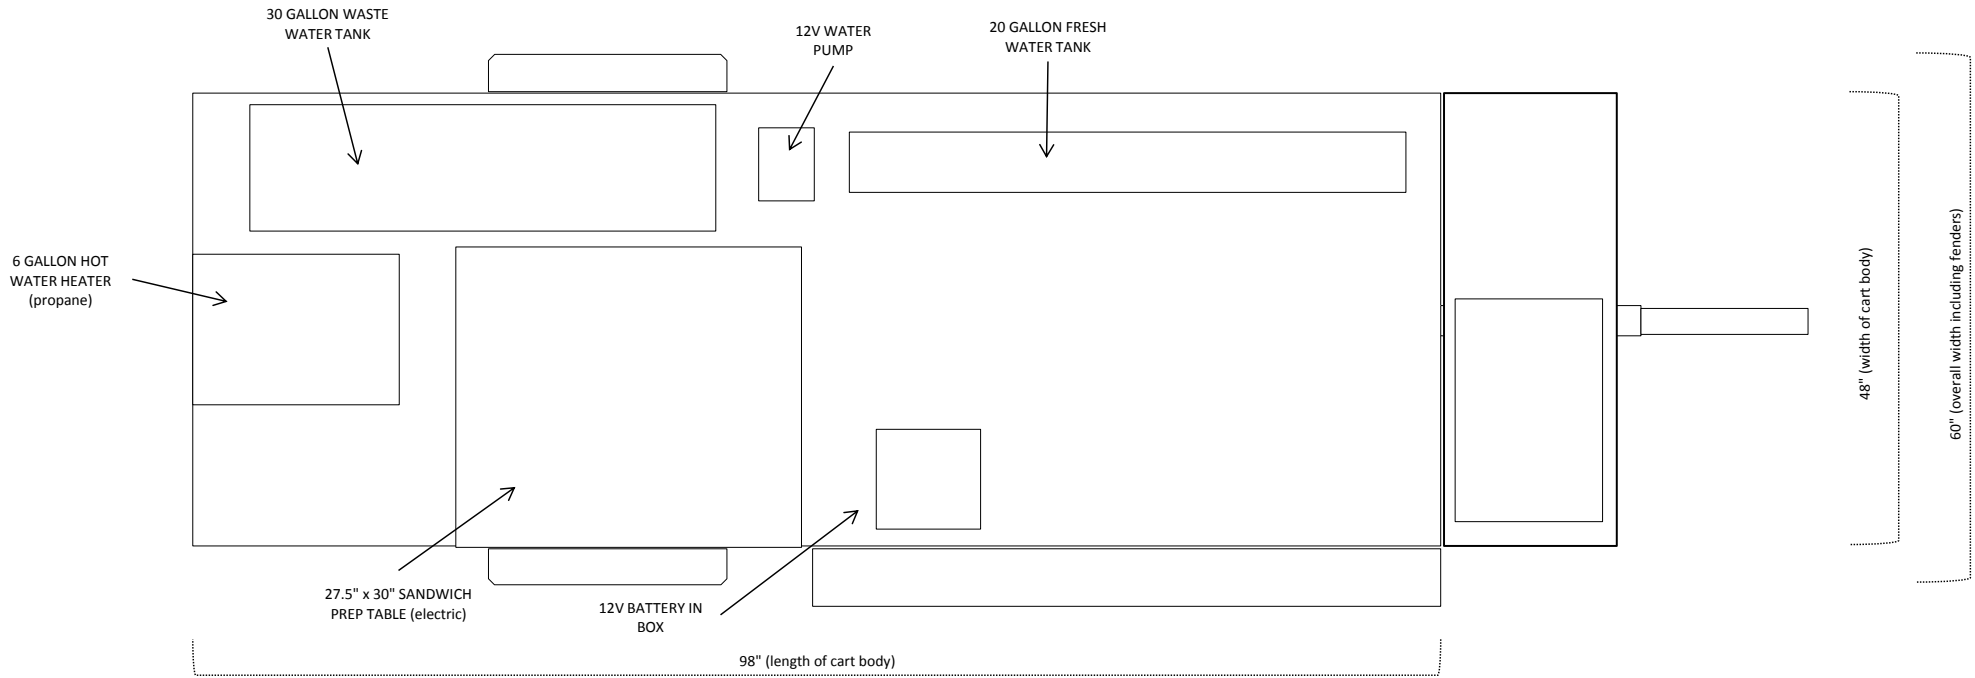 30 GALLON WASTE
WATER TANK
12V WATER
PUMP
20 GALLON FRESH
WATER TANK
6 GALLON HOT
WATER HEATER
(propane)
48" (width of cart body)
60" (overall width including fenders)
27.5" x 30" SANDWICH
PREP TABLE (electric)
12V BATTERY IN
BOX
98" (length of cart body)